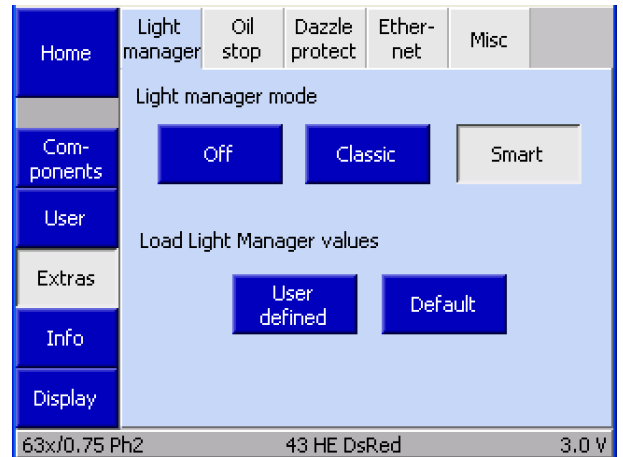 Home
Light
manager
Oil
stop
Dazzle
protect
Ether-
net
Misc
Light manager mode
Off
Classic
Smart
Com-
ponents
User
Load Light Manager values
Extras
User
defined
Default
Info
Display
63x/0.75 Ph2 43 HE DsRed 3.0 V